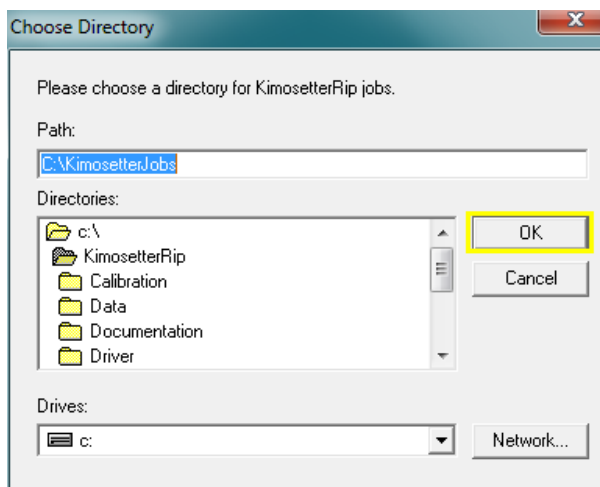 Choose Directory
X
Please choose a directory for KimosetterRip jobs.
Path:
C:\KimosetterJobs
Directories:
c:\
KimosetterRip
Calibration
Data
Documentation
Driver
OK
Cancel
Drives:
c:
Network...